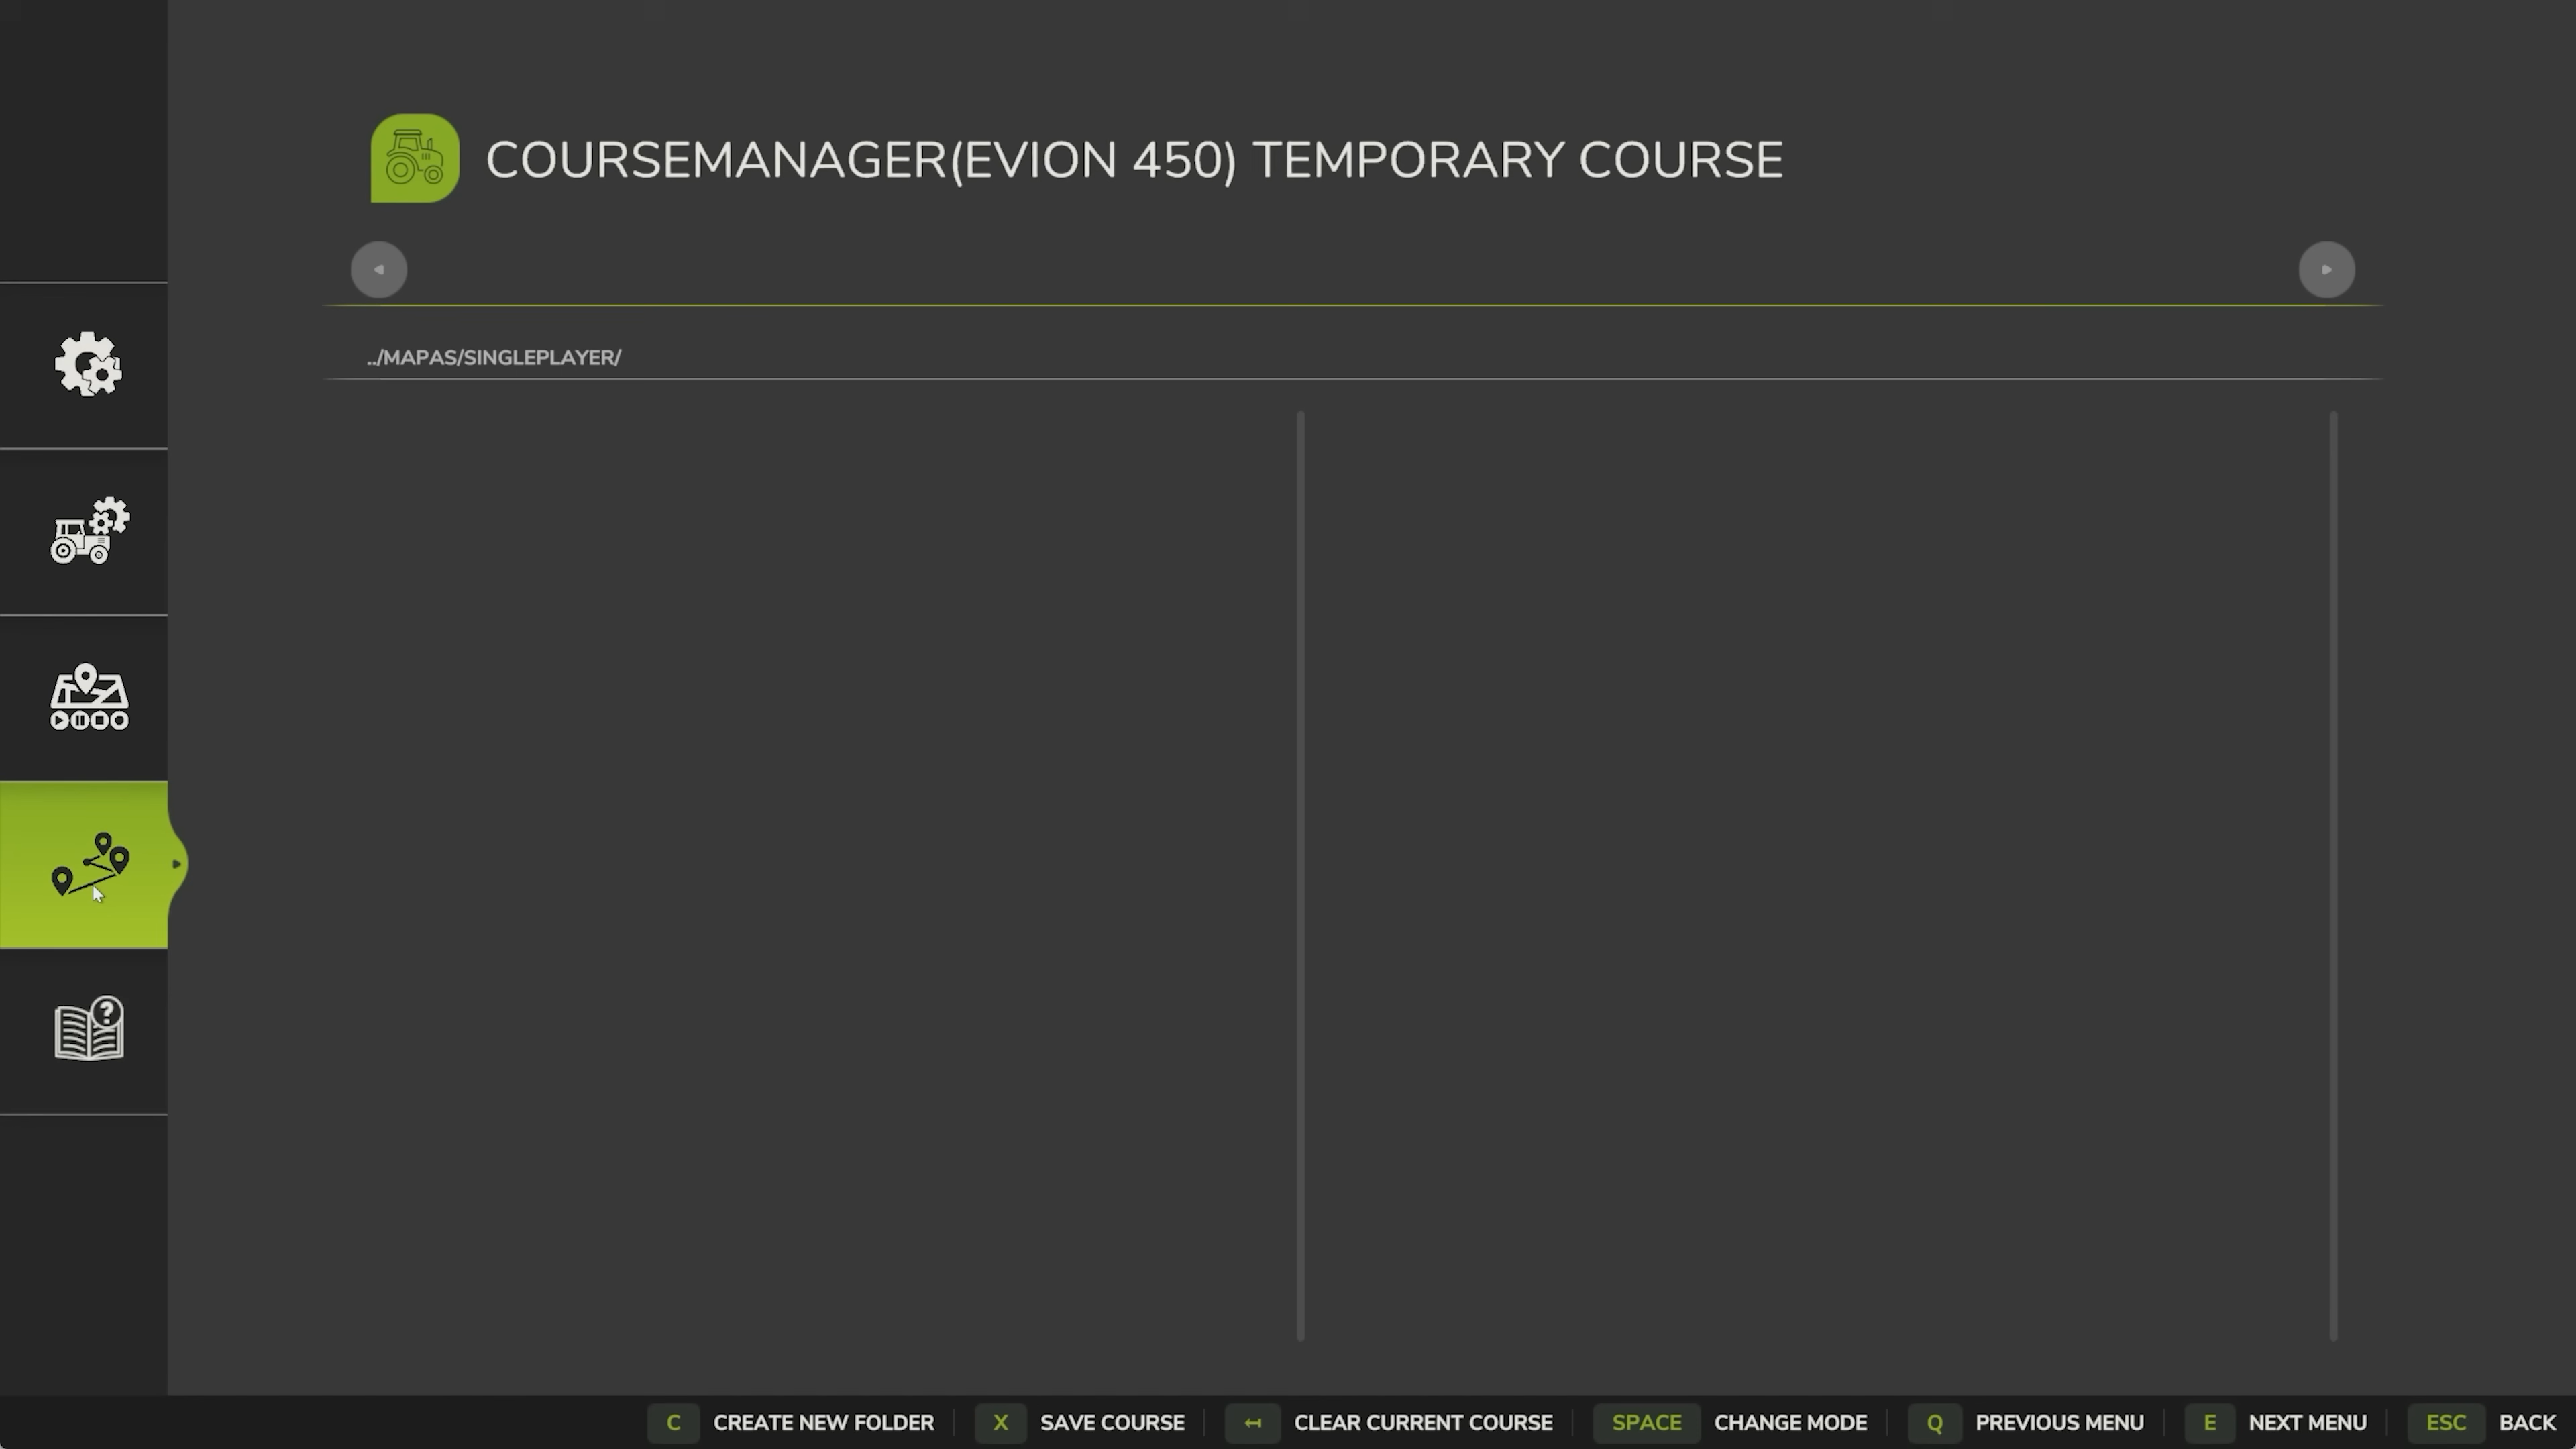 COURSEMANAGER(EVION 450) TEMPORARY COURSE
../MAPAS/SINGLEPLAYER/
?
C CREATE NEW FOLDER X SAVE COURSE CLEAR CURRENT COURSE SPACE CHANGE MODE Q PREVIOUS MENU E NEXT MENU ESC BACK